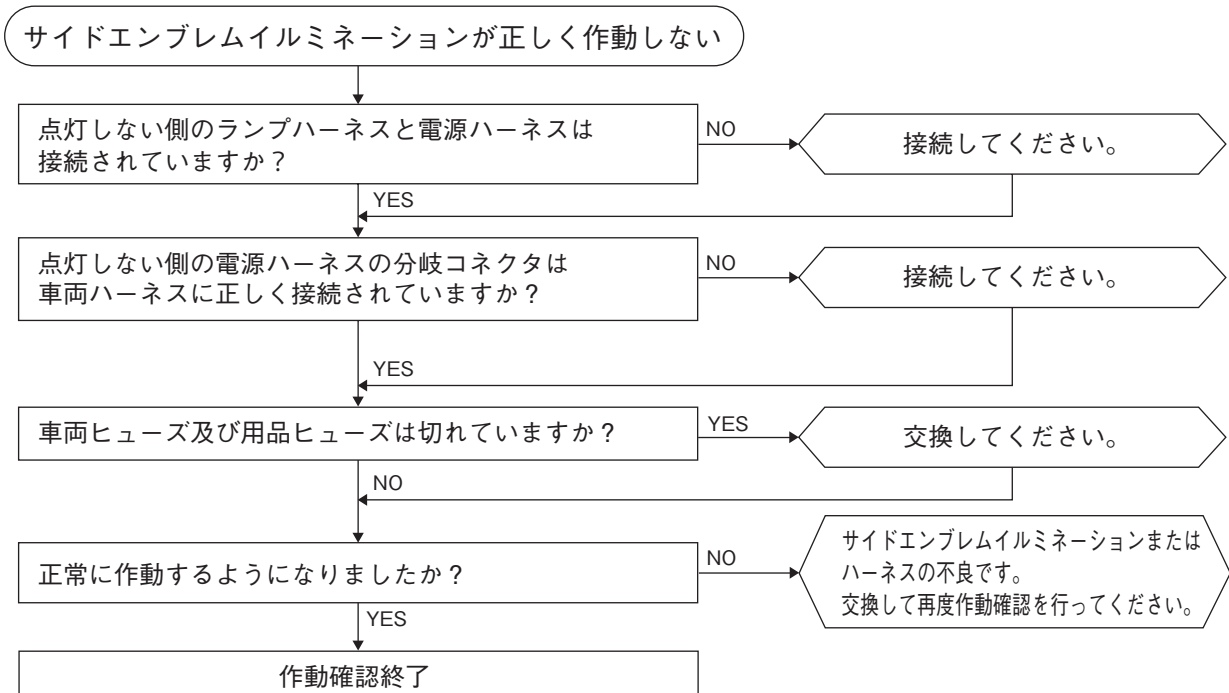 サイドエンブレムイルミネーションが正しく作動しない
点灯しない側のランプハーネスと電源ハーネスは
接続されていますか？
NO
接続してください。
YES
点灯しない側の電源ハーネスの分岐コネクタは
車両ハーネスに正しく接続されていますか？
NO
接続してください。
YES
車両ヒューズ及び用品ヒューズは切れていますか？
YES
交換してください。
NO
正常に作動するようになりましたか？
NO
サイドエンブレムイルミネーションまたは
ハーネスの不良です。
交換して再度作動確認を行ってください。
YES
作動確認終了